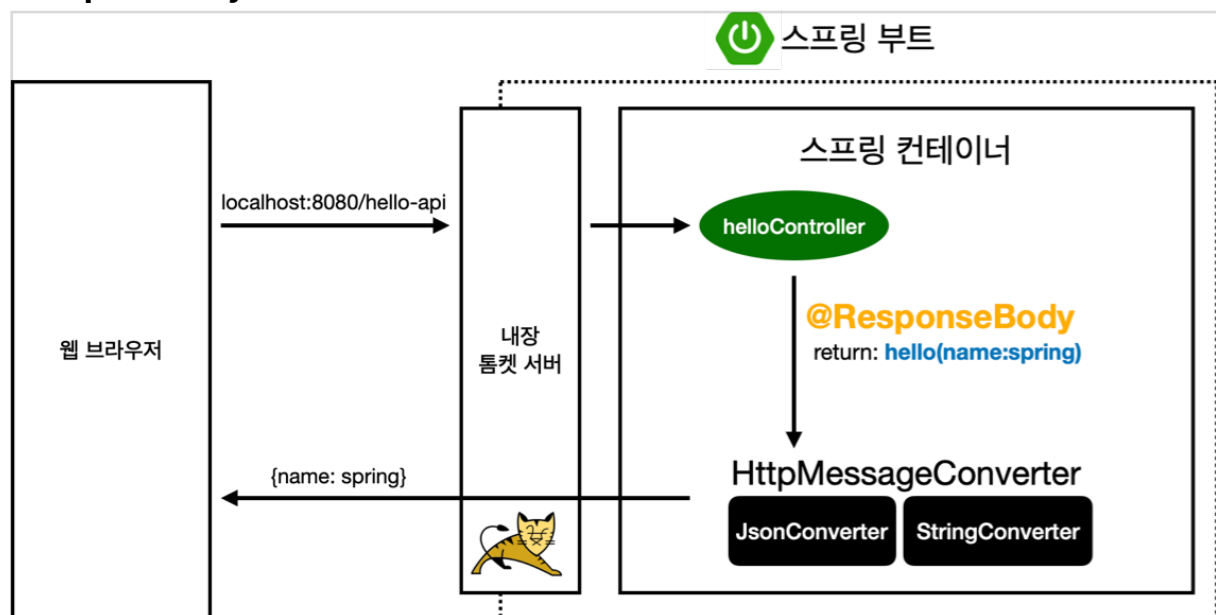 스프링 부트
스프링 컨테이너
localhost:8080/hello-api
helloController
@ResponseBody
return: hello(name:spring)
웹 브라우저
내장
톰켓 서버
HttpMessageConverter
{name: spring}
JsonConverter
StringConverter